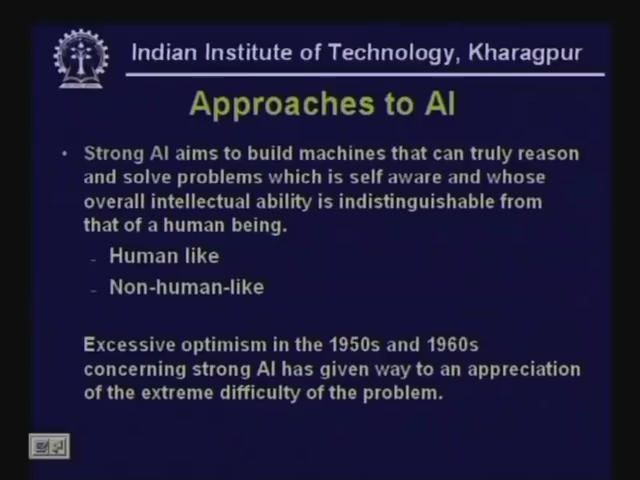 Indian Institute of Technology, Kharagpur
Approaches to AI
• Strong AI aims to build machines that can truly reason
and solve problems which is self aware and whose
overall intellectual ability is indistinguishable from
that of a human being.
- Human like
- Non-human-like
Excessive optimism in the 1950s and 1960s
concerning strong AI has given way to an appreciation
of the extreme difficulty of the problem.